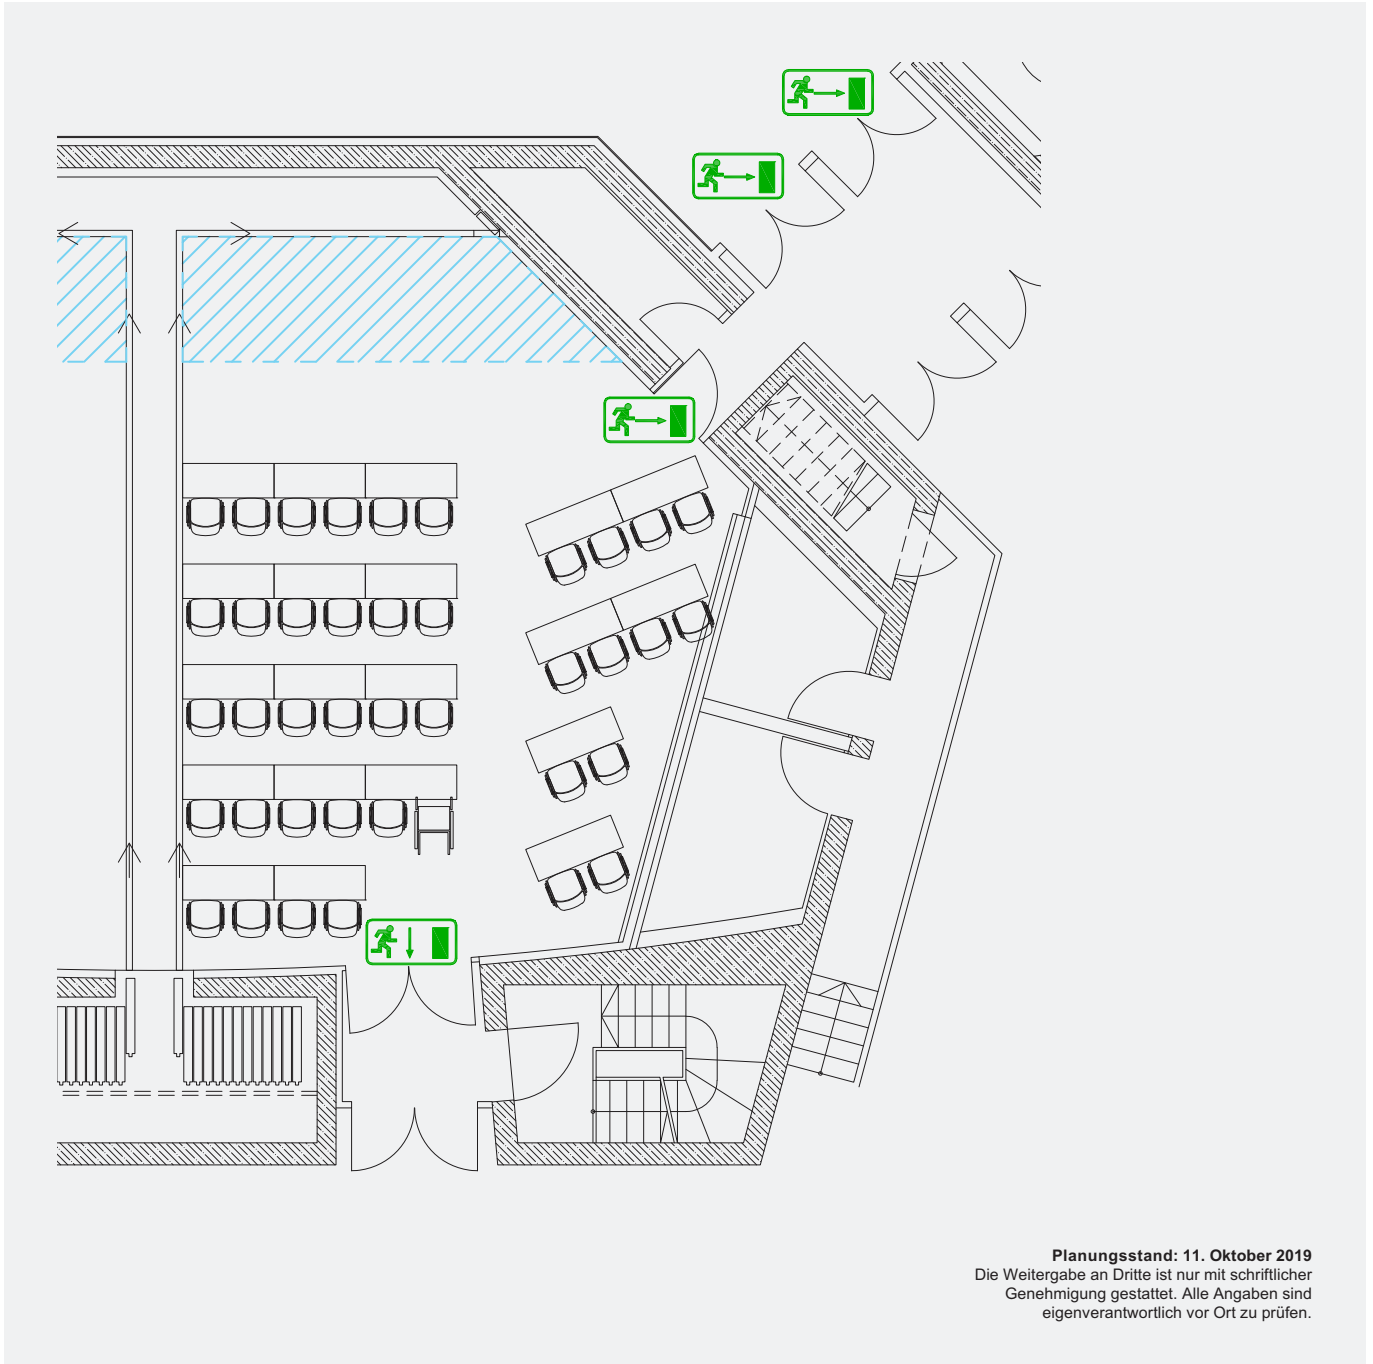 Planungsstand: 11. Oktober 2019
Die Weitergabe an Dritte ist nur mit schriftlicher
Genehmigung gestattet. Alle Angaben sind
eigenverantwortlich vor Ort zu prüfen.